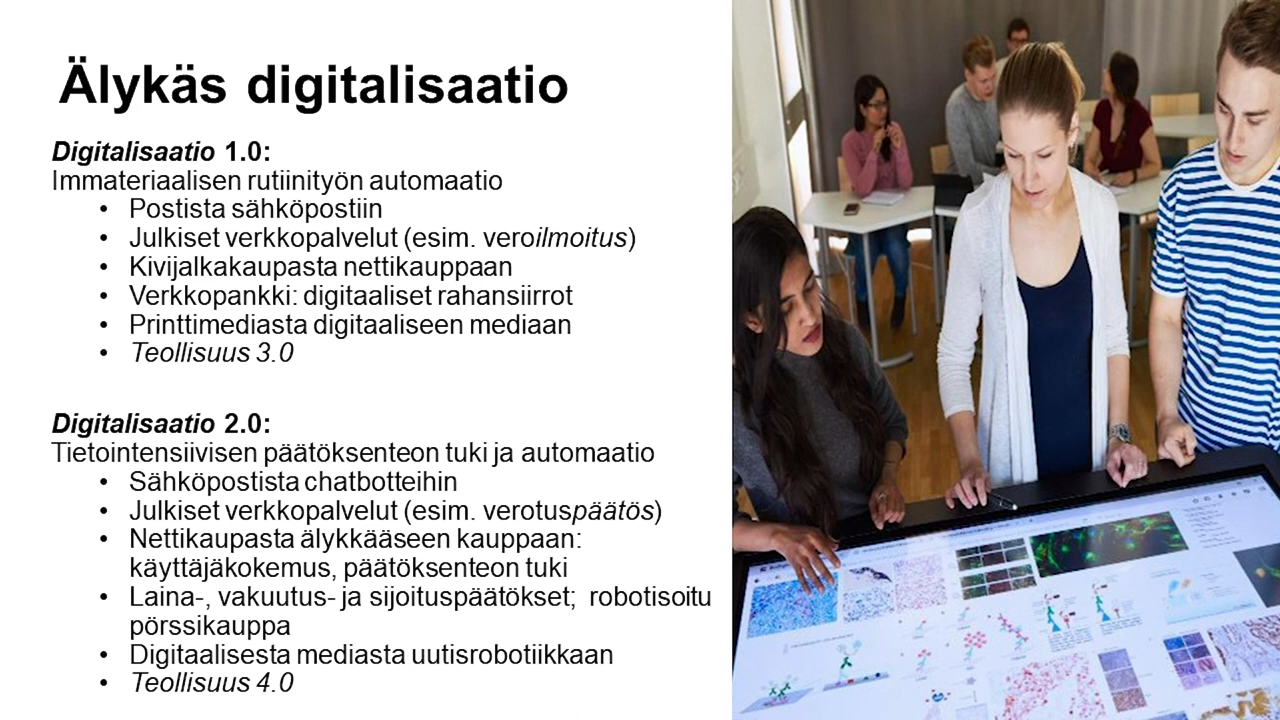 Älykäs digitalisaatio
Digitalisaatio 1.0:
Immateriaalisen rutiinityön automaatio
• Postista sähköpostiin
• Julkiset verkkopalvelut (esim. veroilmoitus)
• Kivijalkakaupasta nettikauppaan
• Verkkopankki: digitaaliset rahansiirrot
• Printtimediasta digitaaliseen mediaan
• Teollisuus 3.0
Digitalisaatio 2.0:
Tietointensiivisen päätöksenteon tuki ja automaatio
• Sähköpostista chatbotteihin
• Julkiset verkkopalvelut (esim. verotuspäätös)
• Nettikaupasta älykkääseen kauppaan:
käyttäjäkokemus, päätöksenteon tuki
• Laina-, vakuutus- ja sijoituspäätökset; robotisoitu
pörssikauppa
• Digitaalisesta mediasta uutisrobotiikkaan
• Teollisuus 4.0